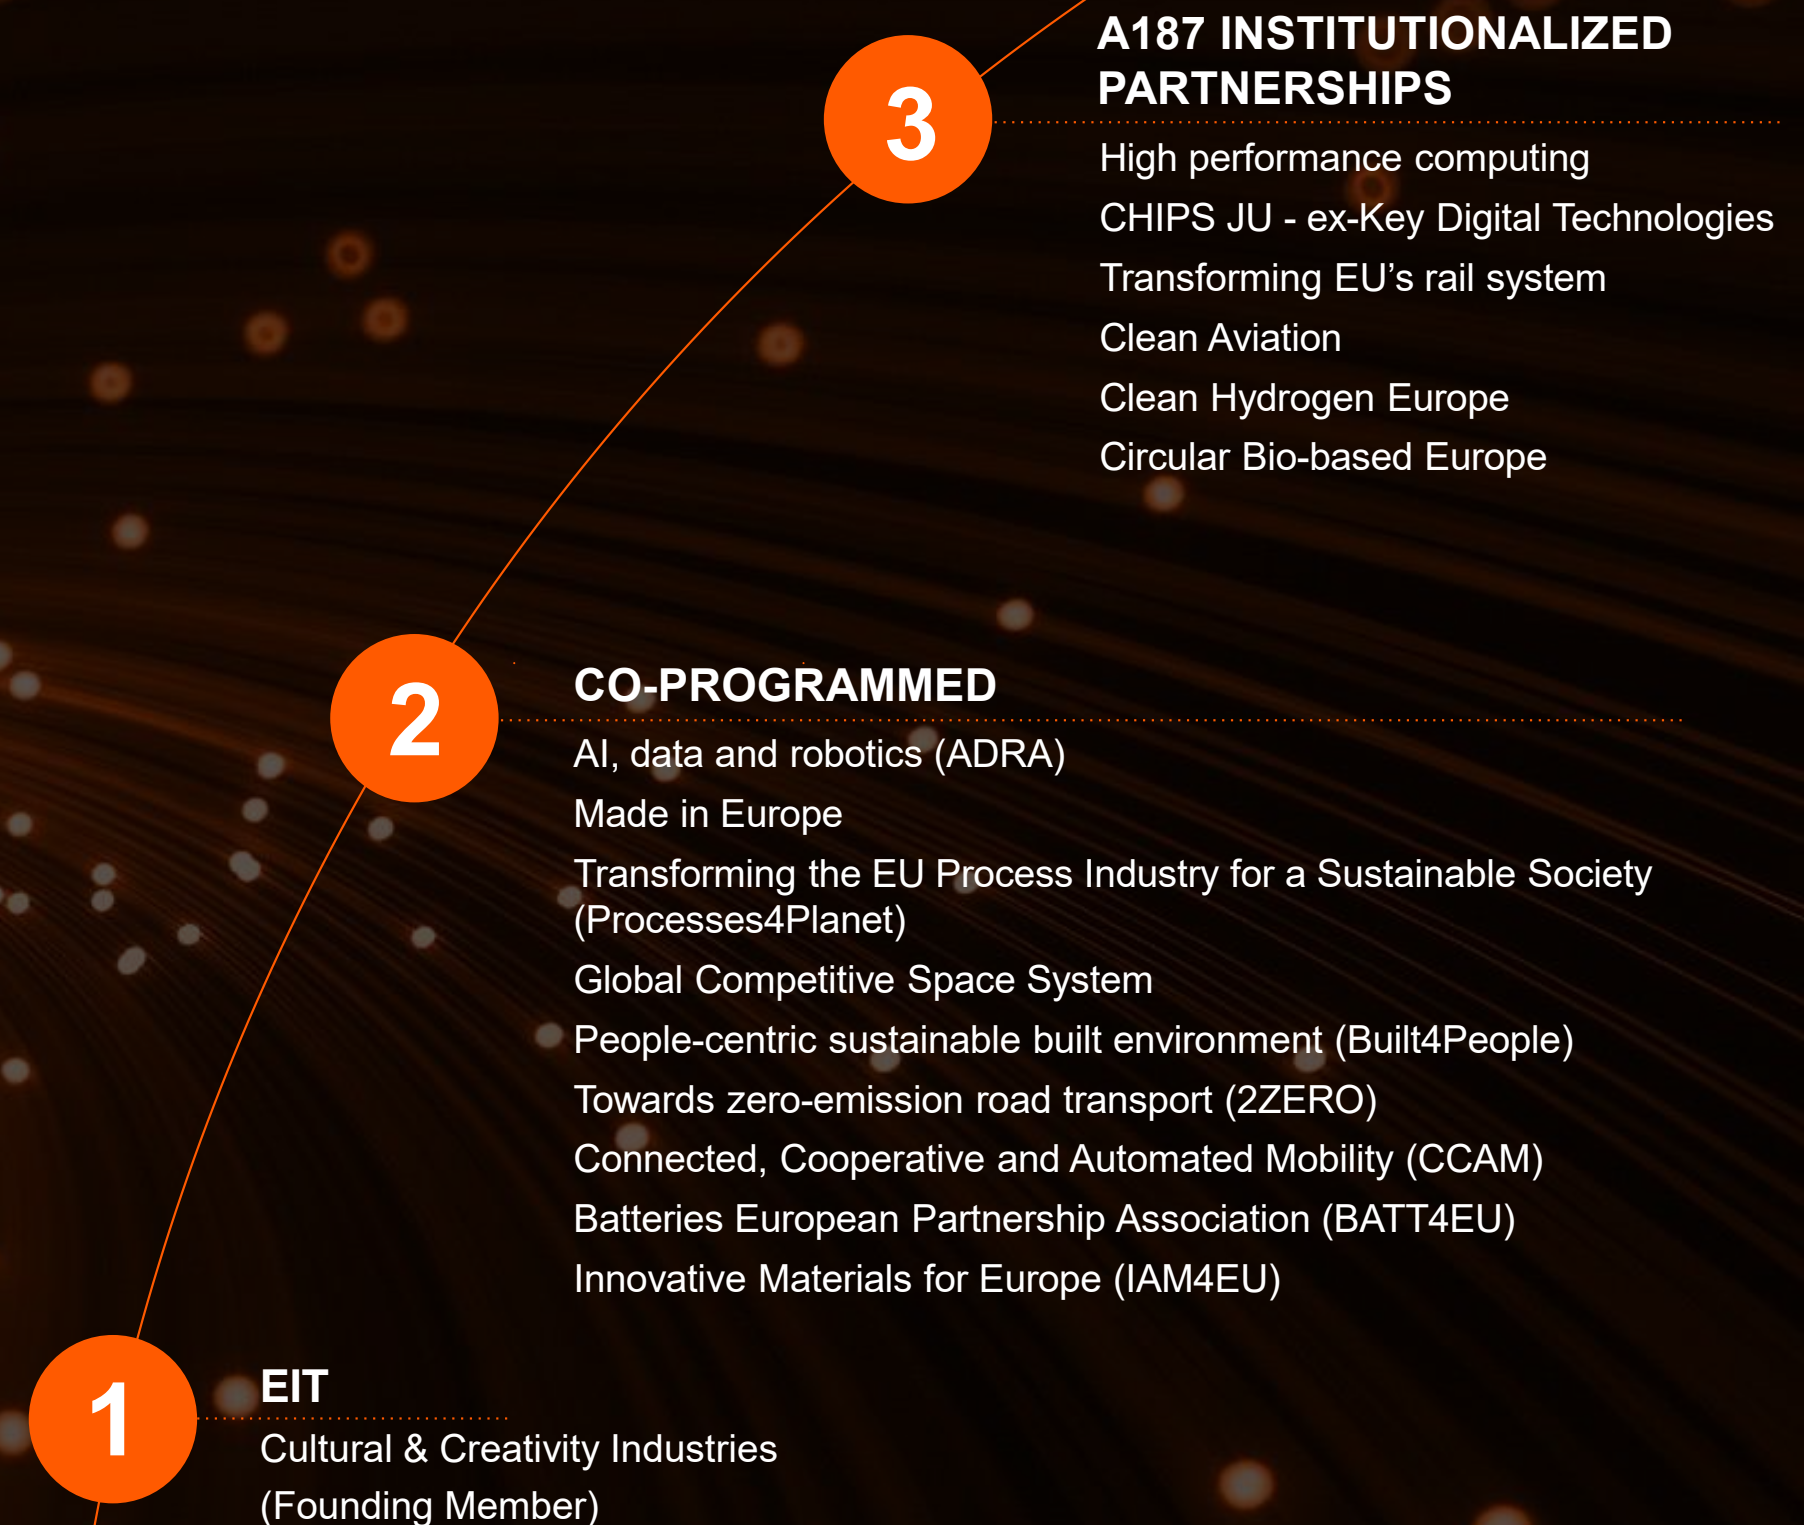 3
A187 INSTITUTIONALIZED
PARTNERSHIPS
High performance computing
CHIPS JU - ex-Key Digital Technologies
Transforming EU’s rail system
Clean Aviation
Clean Hydrogen Europe
Circular Bio-based Europe
2
CO-PROGRAMMED
AI, data and robotics (ADRA)
Made in Europe
Transforming the EU Process Industry for a Sustainable Society
(Processes4Planet)
Global Competitive Space System
People-centric sustainable built environment (Built4People)
Towards zero-emission road transport (2ZERO)
Connected, Cooperative and Automated Mobility (CCAM)
Batteries European Partnership Association (BATT4EU)
Innovative Materials for Europe (IAM4EU)
1
EIT
Cultural & Creativity Industries
(Founding Member)